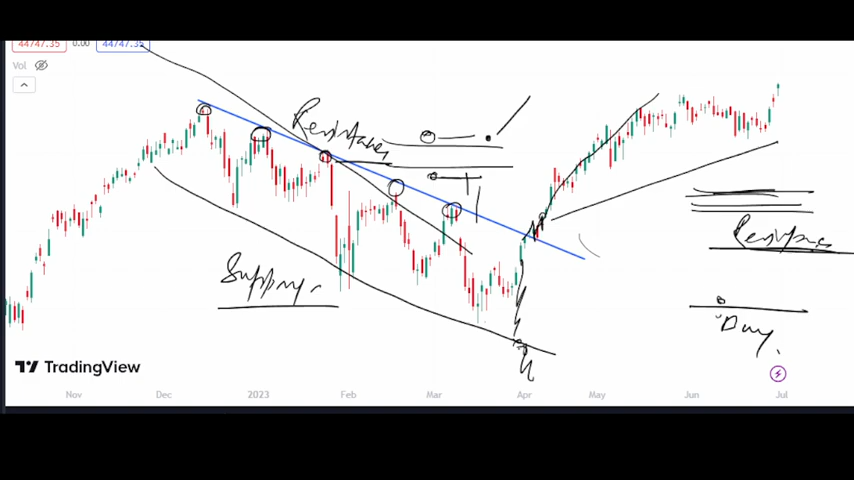 44747.35 0.00 44747.35
Vol
Resistance
Support
Resistance
Day
TradingView
Nov Dec 2023 Feb Mar Apr May Jun Jul